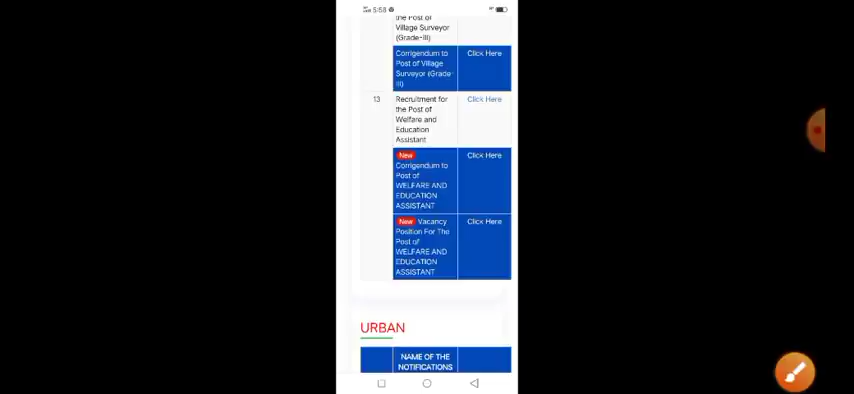 5:58
the Post of
Village Surveyor
(Grade-III)
Corrigendum to
Post of Village
Surveyor (Grade-
III)
Click Here
13
Recruitment for
the Post of
Welfare and
Education
Assistant
Click Here
New
Corrigendum to
Post of
WELFARE AND
EDUCATION
ASSISTANT
Click Here
New Vacancy
Position For The
Post of
WELFARE AND
EDUCATION
ASSISTANT
Click Here
URBAN
NAME OF THE
NOTIFICATIONS